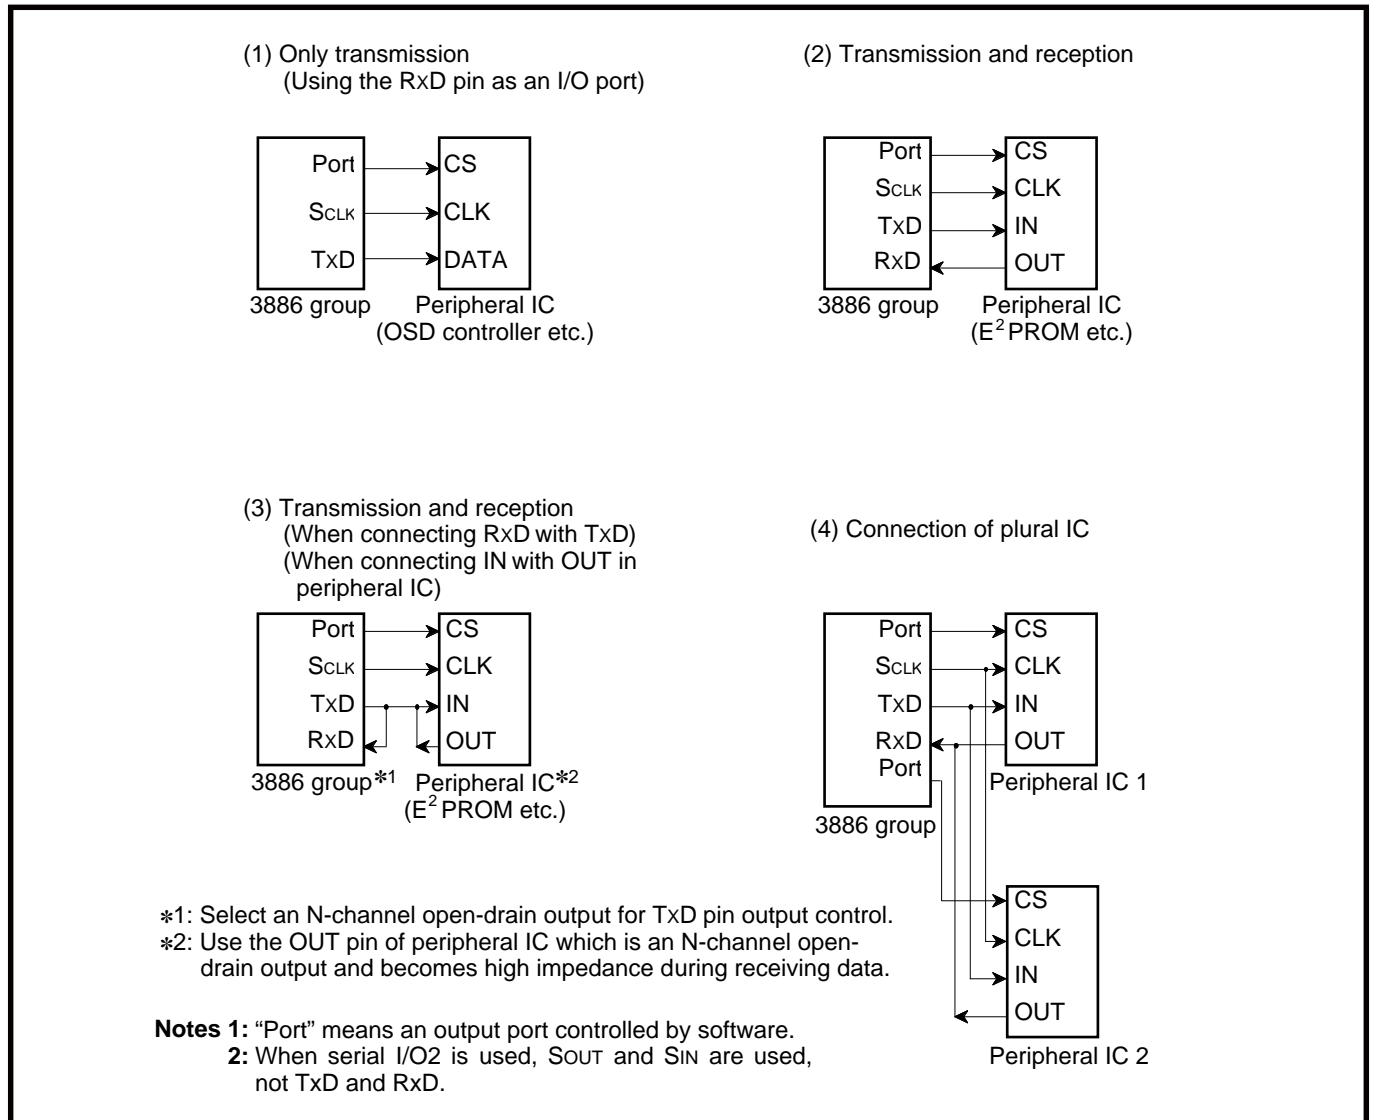 (1) Only transmission
(Using the RxD pin as an I/O port)
Port
SCLK
TxD
CS
CLK
DATA
3886 group
Peripheral IC
(OSD controller etc.)
(2) Transmission and reception
Port
SCLK
TxD
RxD
CS
CLK
IN
OUT
3886 group
Peripheral IC
(E² PROM etc.)
(3) Transmission and reception
(When connecting RxD with TxD)
(When connecting IN with OUT in
peripheral IC)
Port
SCLK
TxD
RxD
CS
CLK
IN
OUT
3886 group*1
Peripheral IC*2
(E² PROM etc.)
(4) Connection of plural IC
Port
SCLK
TxD
RxD
Port
CS
CLK
IN
OUT
3886 group
Peripheral IC 1
CS
CLK
IN
OUT
Peripheral IC 2
*1: Select an N-channel open-drain output for TxD pin output control.
*2: Use the OUT pin of peripheral IC which is an N-channel open-
drain output and becomes high impedance during receiving data.
Notes 1: “Port” means an output port controlled by software.
2: When serial I/O2 is used, SOUT and SIN are used,
not TxD and RxD.